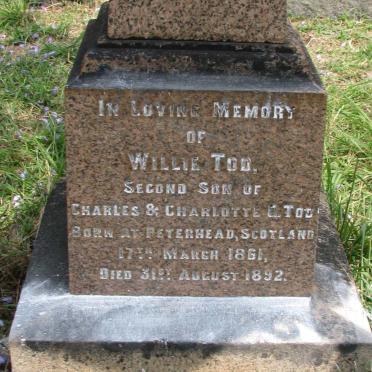 In Loving Memory
of
Willie Tod.
Second Son of
Charles & Charlotte E. Tod
Born at Peterhead, Scotland
17TH March 1861,
Died 31ST August 1892.